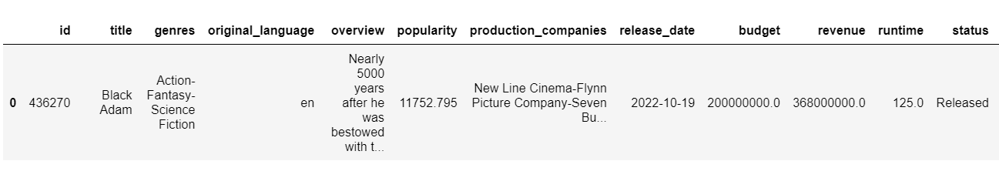 id title genres original_language overview popularity production_companies release_date budget revenue runtime status
0 436270 Black Adam Action-Fantasy-Science Fiction en Nearly 5000 years after he was bestowed with t... 11752.795 New Line Cinema-Flynn Picture Company-Seven Bu... 2022-10-19 200000000.0 368000000.0 125.0 Released